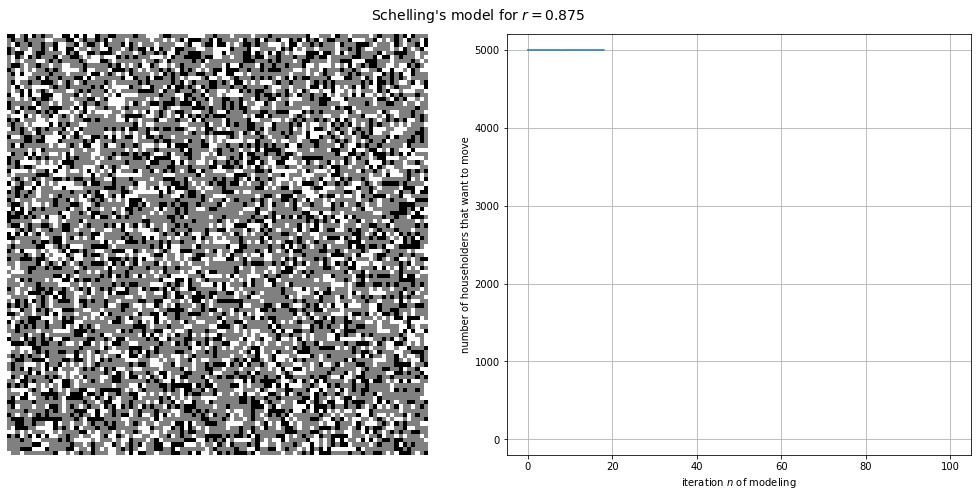 Schelling's model for r = 0.875
number of householders that want to move
5000
4000
3000
2000
1000
0
0 20 40 60 80 100
iteration n of modeling